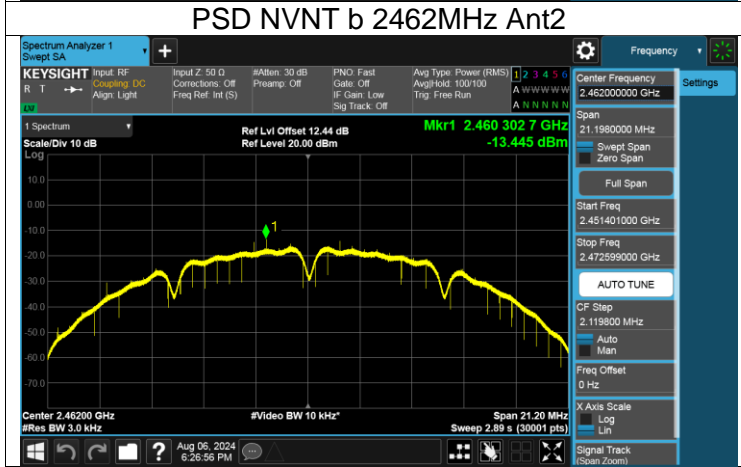 PSD NVNT b 2462MHz Ant2
Spectrum Analyzer 1
Swept SA
Frequency
KEYSIGHT
R T
Input: RF
Coupling: DC
Align: Light
Input Z: 50 Ω
Corrections: Off
Freq Ref: Int (S)
#Atten: 30 dB
Preamp: Off
PNO: Fast
Gate: Off
IF Gain: Low
Sig Track: Off
Avg Type: Power (RMS)
Avg|Hold: 100/100
Trig: Free Run
1 2 3 4 5 6
A W W W W W
A N N N N N
1 Spectrum
Scale/Div 10 dB
Log
Ref Lvl Offset 12.44 dB
Ref Level 20.00 dBm
Mkr1 2.460 302 7 GHz
-13.445 dBm
10.0
0.00
-10.0
-20.0
-30.0
-40.0
-50.0
-60.0
-70.0
1
Center 2.46200 GHz
#Res BW 3.0 kHz
#Video BW 10 kHz*
Span 21.20 MHz
Sweep 2.89 s (30001 pts)
Center Frequency
2.462000000 GHz
Settings
Span
21.1980000 MHz
Swept Span
Zero Span
Full Span
Start Freq
2.451401000 GHz
Stop Freq
2.472599000 GHz
AUTO TUNE
CF Step
2.119800 MHz
Auto
Man
Freq Offset
0 Hz
X Axis Scale
Log
Lin
Signal Track
(Span Zoom)
?
Aug 06, 2024
6:26:56 PM